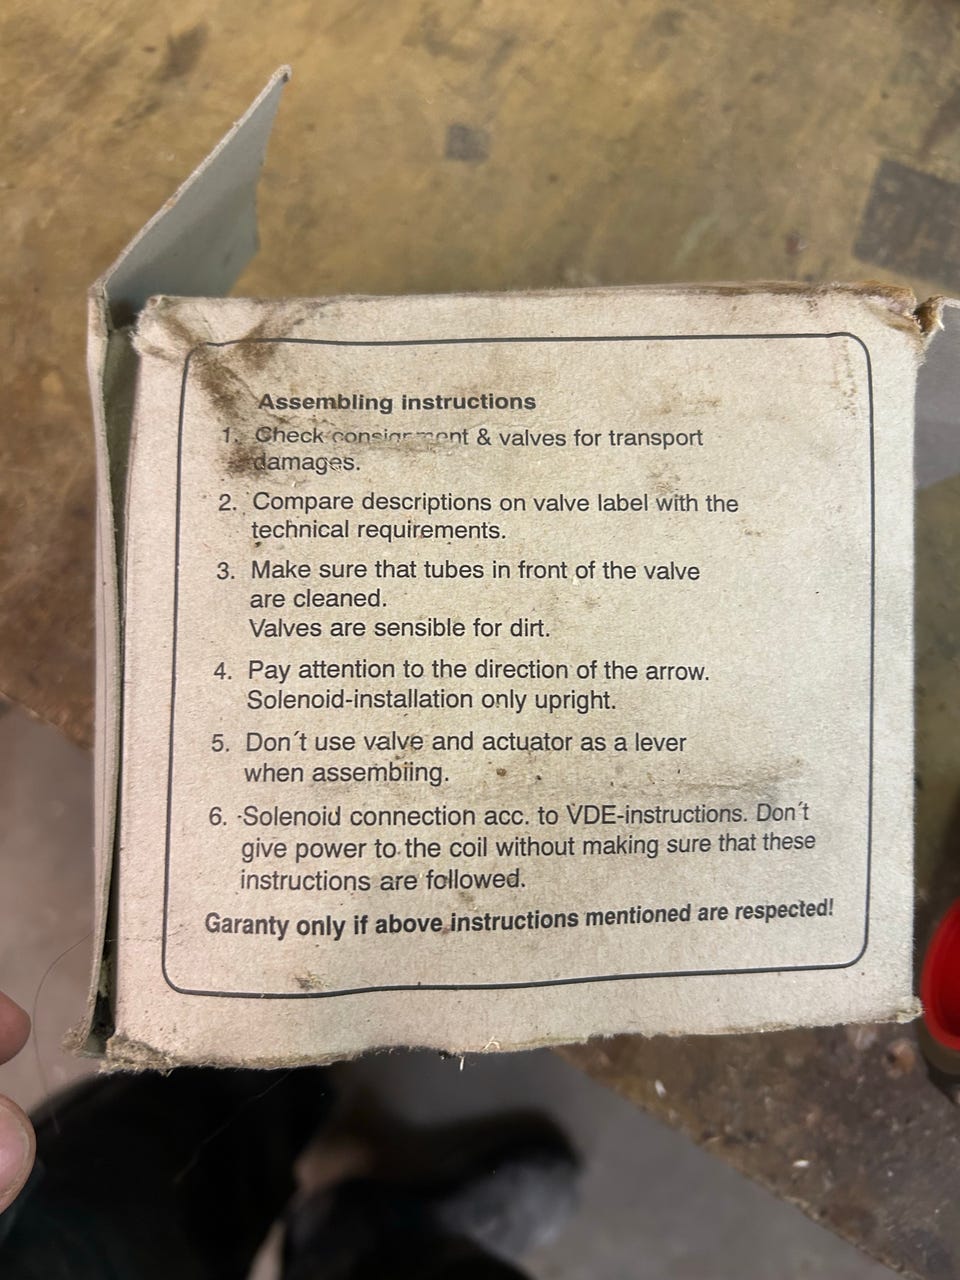 Assembling instructions
1. Check consignment & valves for transport
damages.
2. Compare descriptions on valve label with the
technical requirements.
3. Make sure that tubes in front of the valve
are cleaned.
Valves are sensible for dirt.
4. Pay attention to the direction of the arrow.
Solenoid-installation only upright.
5. Don´t use valve and actuator as a lever
when assembling.
6. Solenoid connection acc. to VDE-instructions. Don´t
give power to the coil without making sure that these
instructions are followed.
Garanty only if above instructions mentioned are respected!